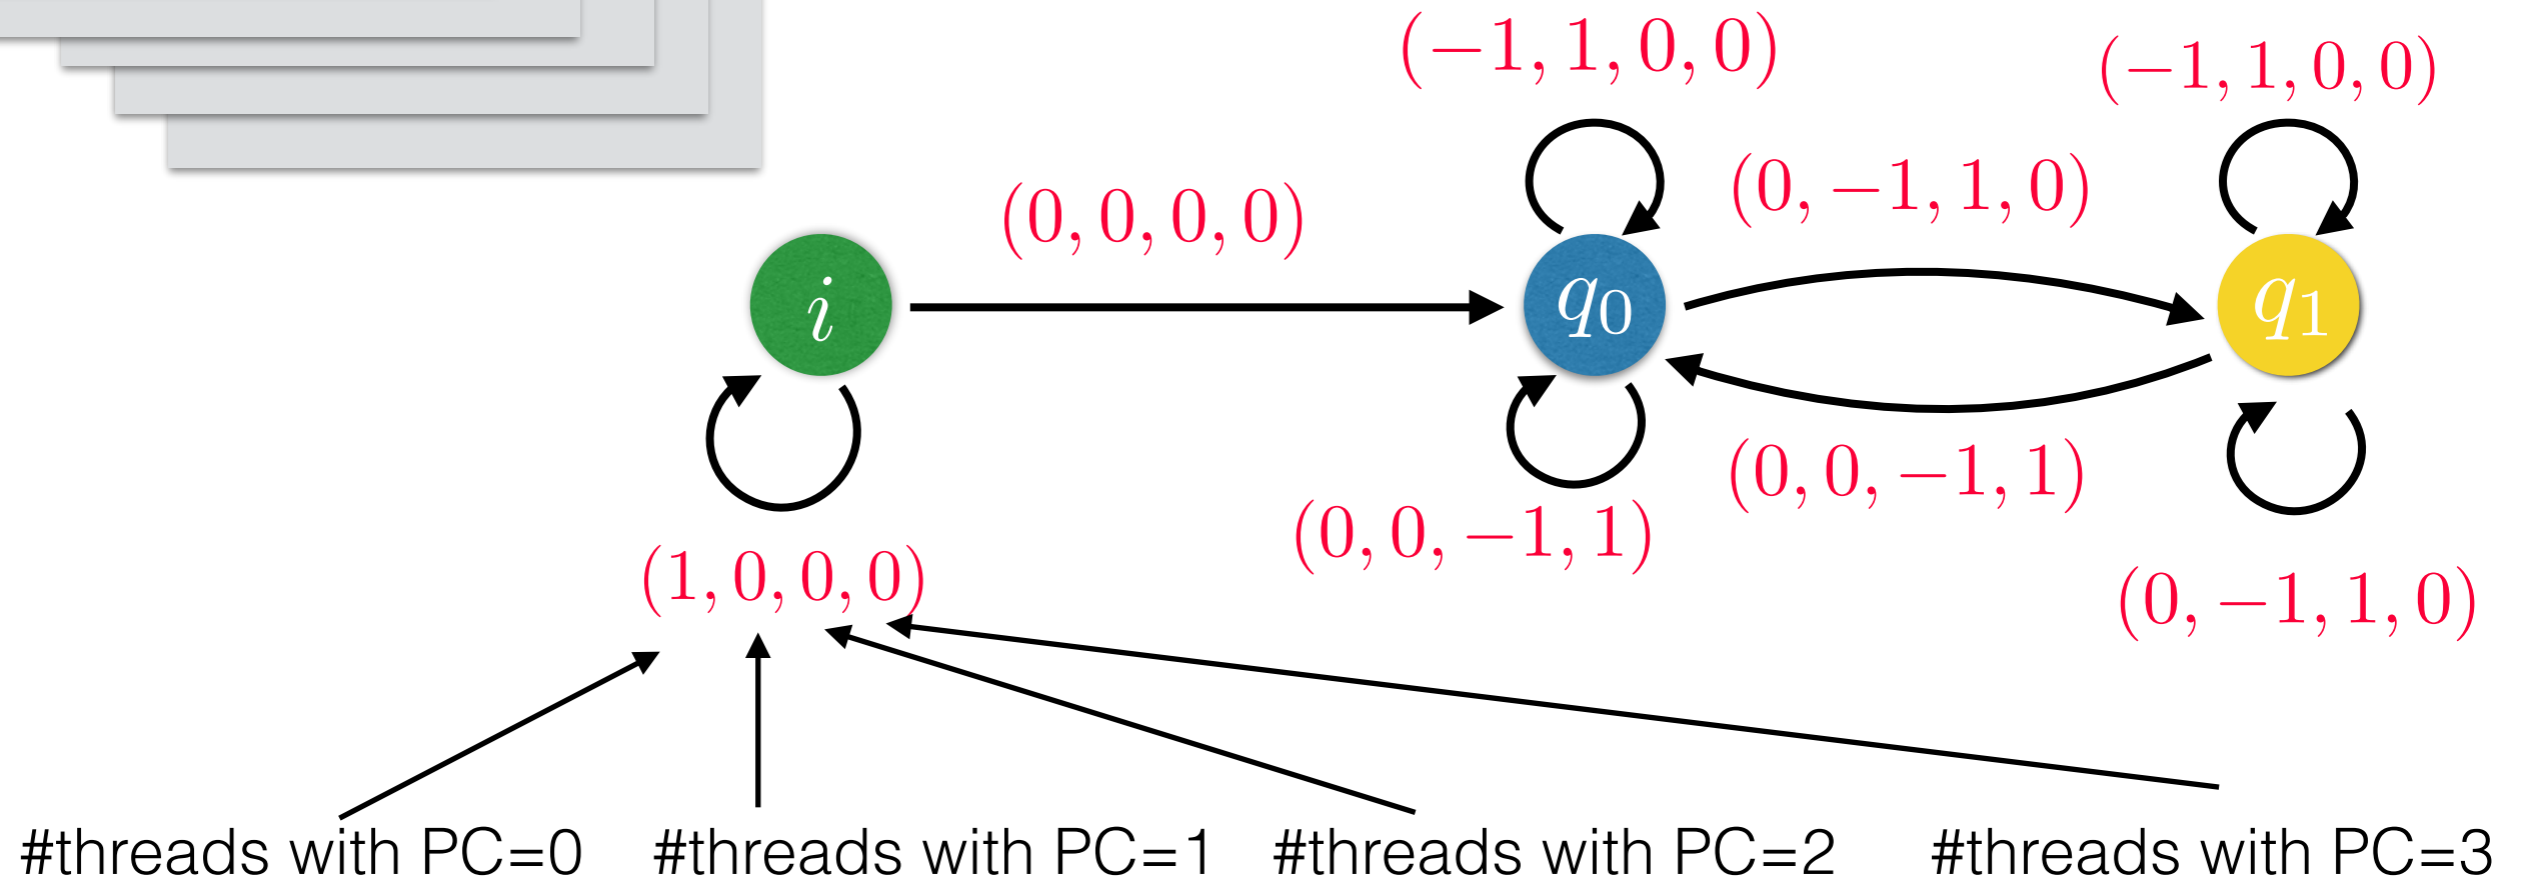 (−1, 1, 0, 0)
(−1, 1, 0, 0)
(0, −1, 1, 0)
(0, 0, 0, 0)
i
q₀
q₁
(0, 0, −1, 1)
(0, 0, −1, 1)
(1, 0, 0, 0)
(0, −1, 1, 0)
#threads with PC=0
#threads with PC=1
#threads with PC=2
#threads with PC=3